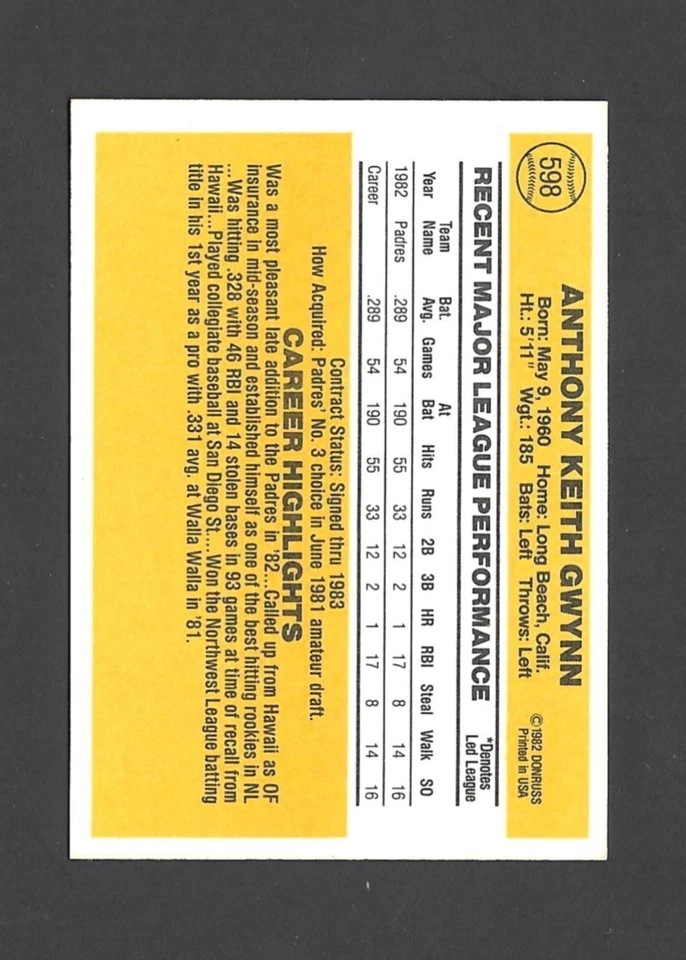 598
ANTHONY KEITH GWYNN
Born: May 9, 1960 Home: Long Beach, Calif.
Ht.: 5'11" Wgt.: 185 Bats: Left Throws: Left
©1982 DONRUSS
Printed in USA
RECENT MAJOR LEAGUE PERFORMANCE
*Denotes
Led League
Year Team Name Bat. Avg. Games At Bat Hits Runs 2B 3B HR RBI Steal Walk SO
1982 Padres .289 54 190 55 33 12 2 1 17 8 14 16
Career .289 54 190 55 33 12 2 1 17 8 14 16
Contract Status: Signed thru 1983
How Acquired: Padres' No. 3 choice in June 1981 amateur draft.
CAREER HIGHLIGHTS
Was a most pleasant late addition to the Padres in '82... Called up from Hawaii as OF
insurance in mid-season and established himself as one of the best hitting rookies in NL
...Was hitting .328 with 46 RBI and 14 stolen bases in 93 games at time of recall from
Hawaii...Played collegiate baseball at San Diego St.... Won the Northwest League batting
title in his 1st year as a pro with .331 avg. at Walla Walla in '81.